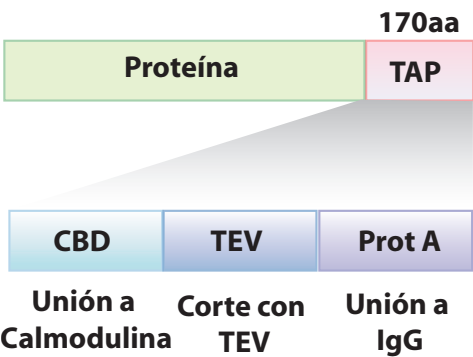 170aa
Proteína
TAP
CBD
TEV
Prot A
Unión a
Calmodulina
Corte con
TEV
Unión a
IgG